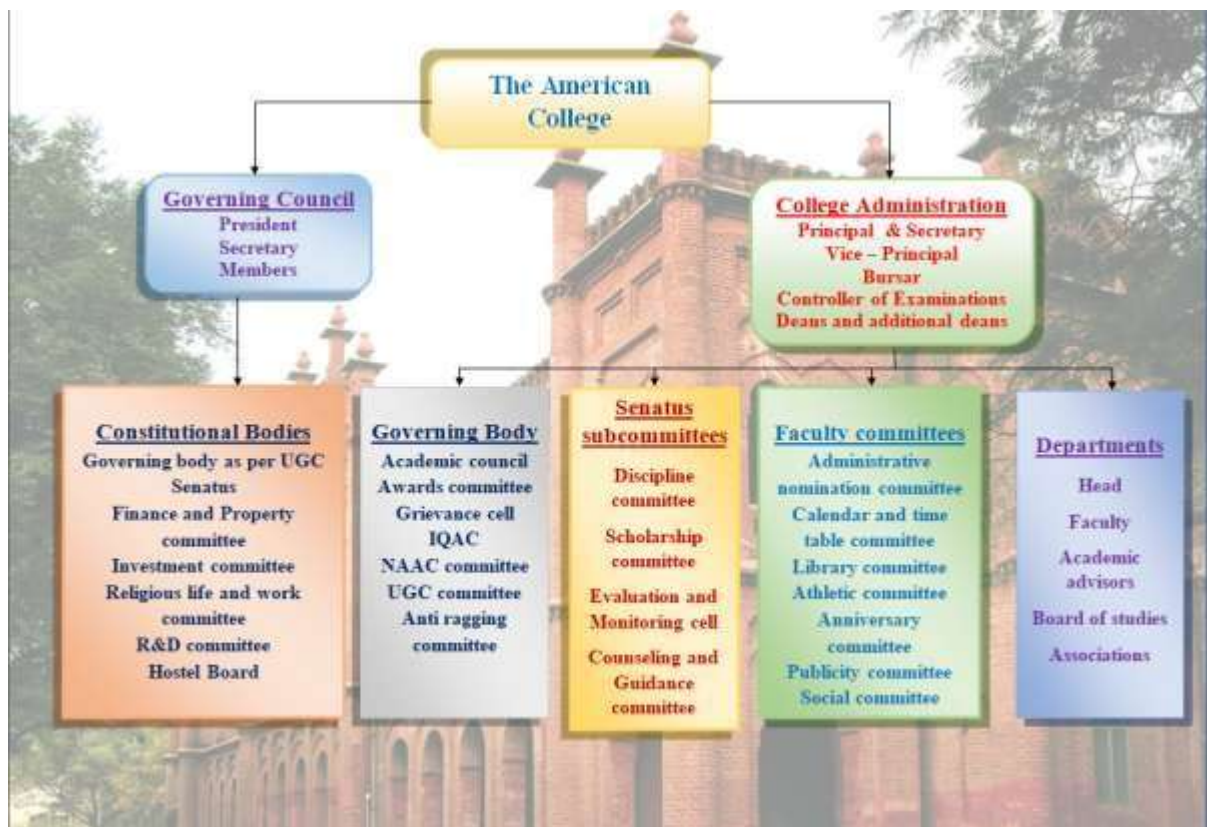 The American
College
Governing Council
President
Secretary
Members
College Administration
Principal & Secretary
Vice – Principal
Bursar
Controller of Examinations
Deans and additional deans
Constitutional Bodies
Governing body as per UGC
Senatus
Finance and Property
committee
Investment committee
Religious life and work
committee
R&D committee
Hostel Board
Governing Body
Academic council
Awards committee
Grievance cell
IQAC
NAAC committee
UGC committee
Anti ragging
committee
Senatus
subcommittees
Discipline
committee
Scholarship
committee
Evaluation and
Monitoring cell
Counseling and
Guidance
committee
Faculty committees
Administrative
nomination committee
Calendar and time
table committee
Library committee
Athletic committee
Anniversary
committee
Publicity committee
Social committee
Departments
Head
Faculty
Academic
advisors
Board of studies
Associations